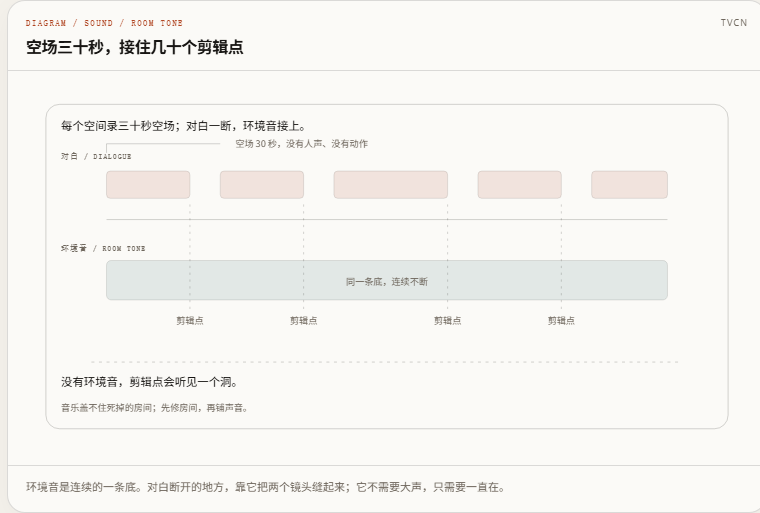 DIAGRAM / SOUND / ROOM TONE
TVCN
空场三十秒，接住几十个剪辑点
每个空间录三十秒空场；对白一断，环境音接上。
空场 30 秒，没有人声、没有动作
对白 / DIALOGUE
环境音 / ROOM TONE
同一条底，连续不断
剪辑点
剪辑点
剪辑点
剪辑点
没有环境音，剪辑点会听见一个洞。
音乐盖不住死掉的房间；先修房间，再铺声音。
环境音是连续的一条底。对白断开的地方，靠它把两个镜头缝起来；它不需要大声，只需要一直在。